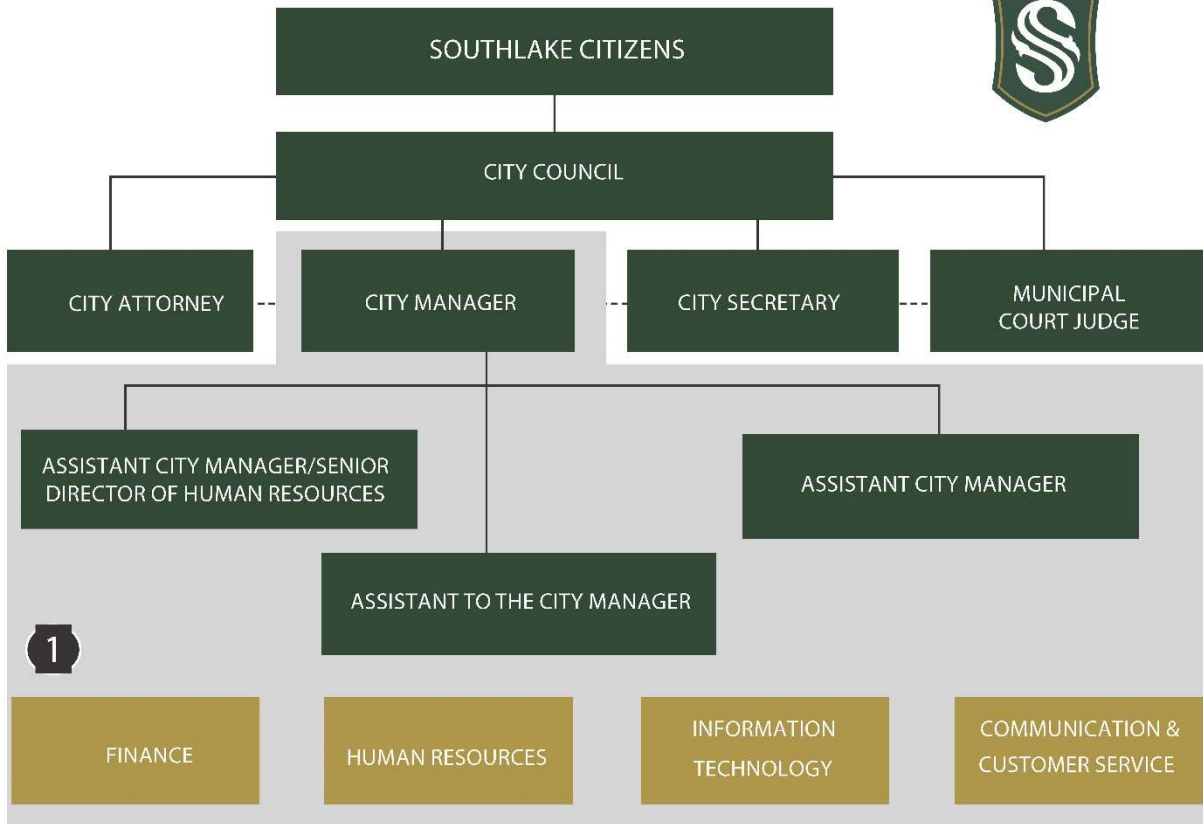 SOUTHLAKE CITIZENS
CITY COUNCIL
CITY ATTORNEY
CITY MANAGER
CITY SECRETARY
MUNICIPAL
COURT JUDGE
ASSISTANT CITY MANAGER/SENIOR
DIRECTOR OF HUMAN RESOURCES
ASSISTANT CITY MANAGER
ASSISTANT TO THE CITY MANAGER
1
FINANCE
HUMAN RESOURCES
INFORMATION
TECHNOLOGY
COMMUNICATION &
CUSTOMER SERVICE